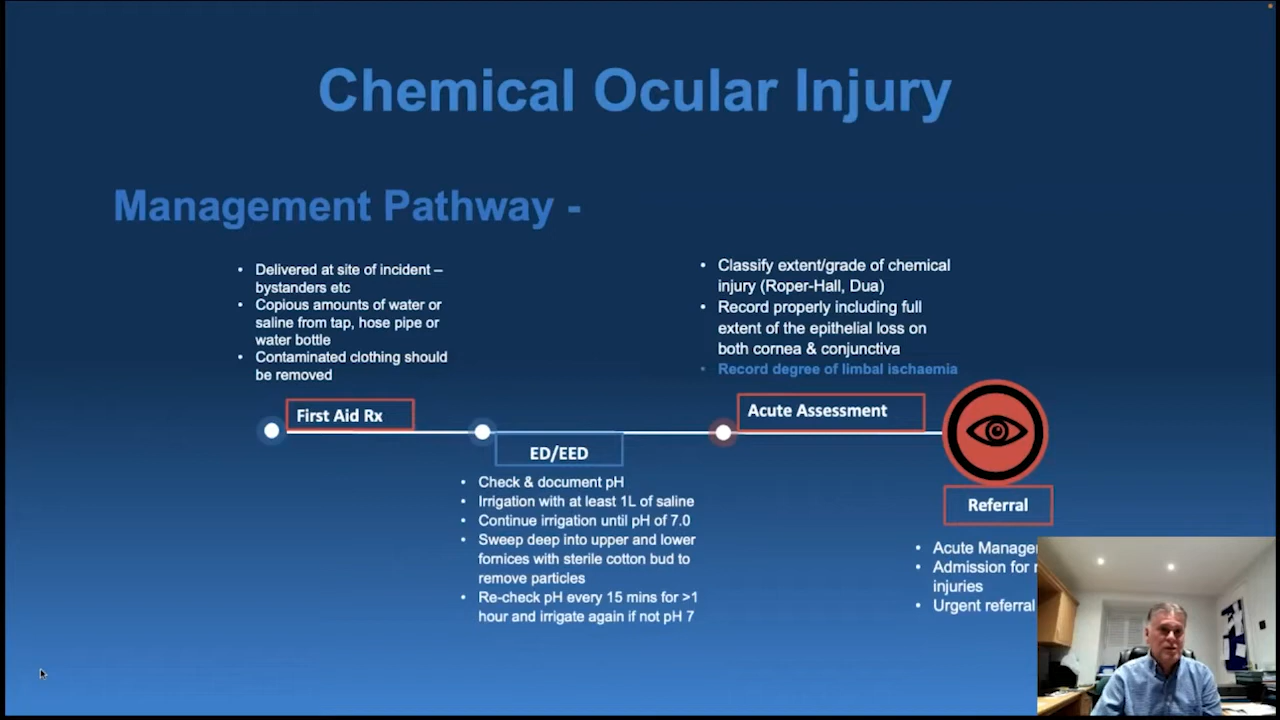 Chemical Ocular Injury
Management Pathway -
• Delivered at site of incident –
bystanders etc
• Copious amounts of water or
saline from tap, hose pipe or
water bottle
• Contaminated clothing should
be removed
• Classify extent/grade of chemical
injury (Roper-Hall, Dua)
• Record properly including full
extent of the epithelial loss on
both cornea & conjunctiva
• Record degree of limbal ischaemia
First Aid Rx
Acute Assessment
ED/EED
• Check & document pH
• Irrigation with at least 1L of saline
• Continue irrigation until pH of 7.0
• Sweep deep into upper and lower
fornices with sterile cotton bud to
remove particles
• Re-check pH every 15 mins for >1
hour and irrigate again if not pH 7
Referral
• Acute
• Admission for
injuries
• Urgent referral